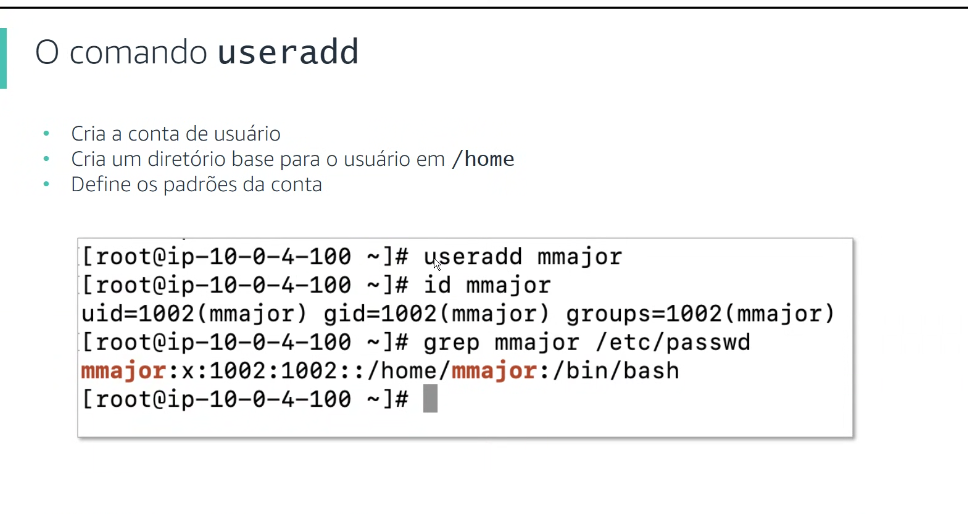 O comando useradd
• Cria a conta de usuário
• Cria um diretório base para o usuário em /home
• Define os padrões da conta
[root@ip-10-0-4-100 ~]# useradd mmajor
[root@ip-10-0-4-100 ~]# id mmajor
uid=1002(mmajor) gid=1002(mmajor) groups=1002(mmajor)
[root@ip-10-0-4-100 ~]# grep mmajor /etc/passwd
mmajor:x:1002:1002::/home/mmajor:/bin/bash
[root@ip-10-0-4-100 ~]#